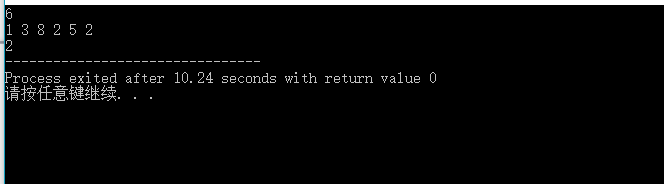 6
1 3 8 2 5 2
2
--------------------------------
Process exited after 10.24 seconds with return value 0
请按任意键继续. . .